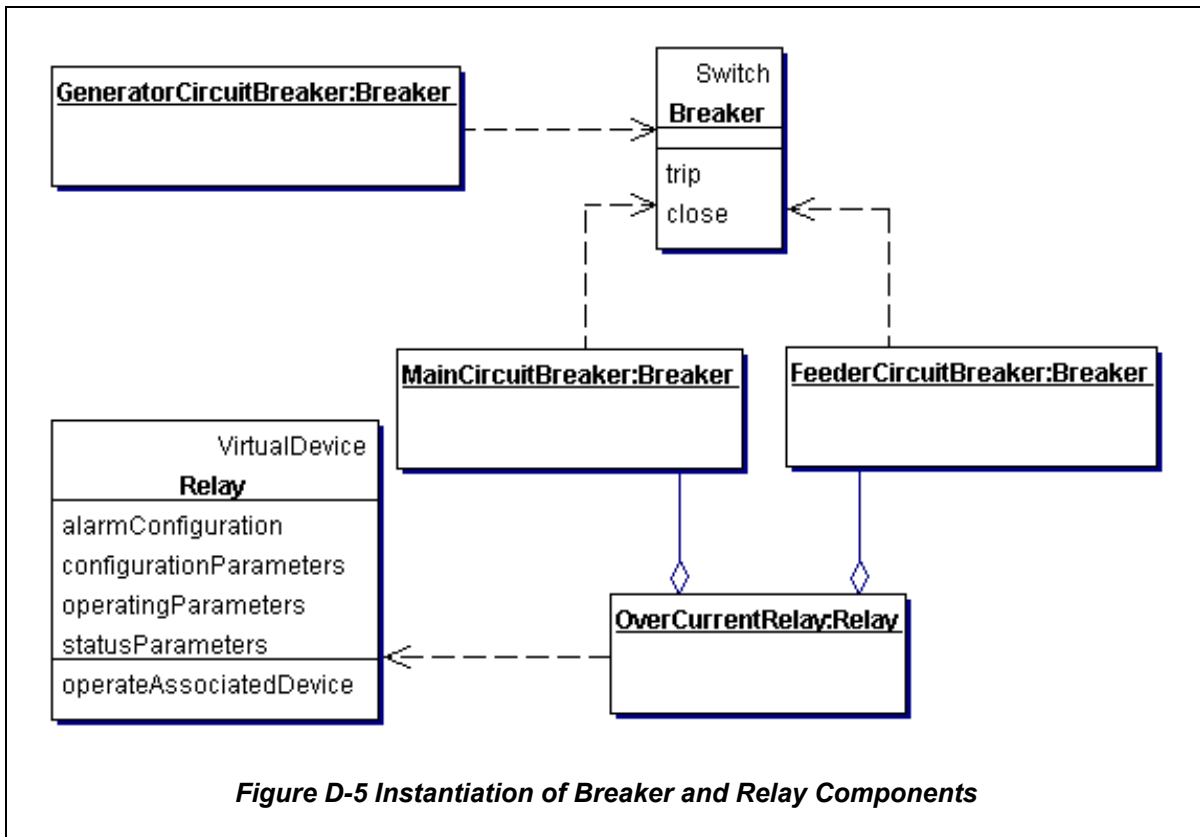 GeneratorCircuitBreaker:Breaker
Switch
Breaker
trip
close
MainCircuitBreaker:Breaker
FeederCircuitBreaker:Breaker
VirtualDevice
Relay
alarmConfiguration
configurationParameters
operatingParameters
statusParameters
operateAssociatedDevice
OverCurrentRelay:Relay
Figure D-5 Instantiation of Breaker and Relay Components